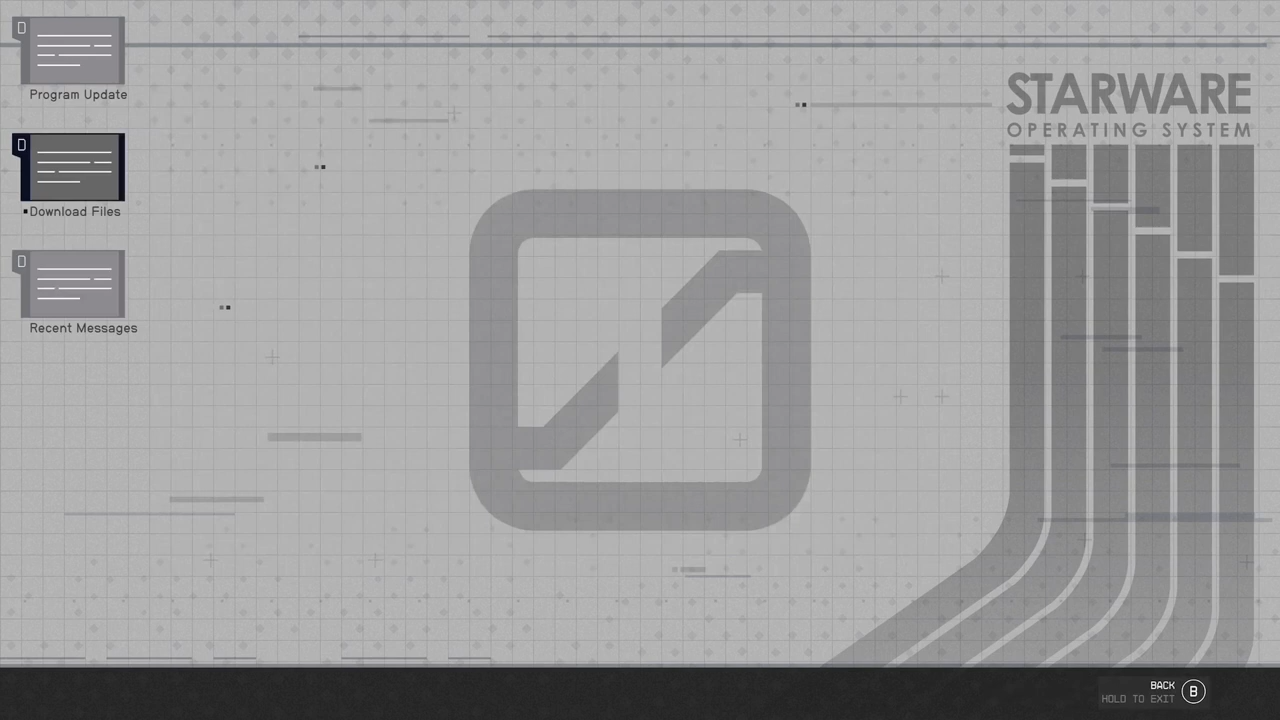 D
Program Update
STARWARE
OPERATING SYSTEM
D
Download Files
D
Recent Messages
BACK
HOLD TO EXIT
B